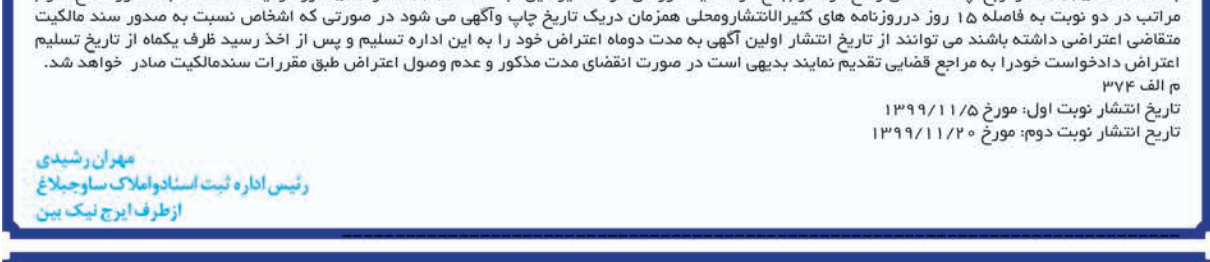 مراتب در دو نوبت به فاصله ۱۵ روز درروزنامه های کثیرالانتشارومحلی همزمان دریک تاریخ چاپ وآگهی می شود در صورتی که اشخاص نسبت به صدور سند مالکیت
متقاضی اعتراضی داشته باشند می توانند از تاریخ انتشار اولین آگهی به مدت دوماه اعتراض خود را به این اداره تسلیم و پس از اخذ رسید ظرف یکماه از تاریخ تسلیم
اعتراض دادخواست خودرا به مراجع قضایی تقدیم نمایند بدیهی است در صورت انقضای مدت مذکور و عدم وصول اعتراض طبق مقررات سندمالکیت صادر خواهد شد.
م الف ۳۷۴
تاریخ انتشار نوبت اول: مورخ ۱۳۹۹/۱۱/۵
تاریح انتشار نوبت دوم: مورخ ۱۳۹۹/۱۱/۲۰
مهران رشیدی
رئیس اداره ثبت اسنادواملاک ساوجبلاغ
ازطرف ایرج نیک بین